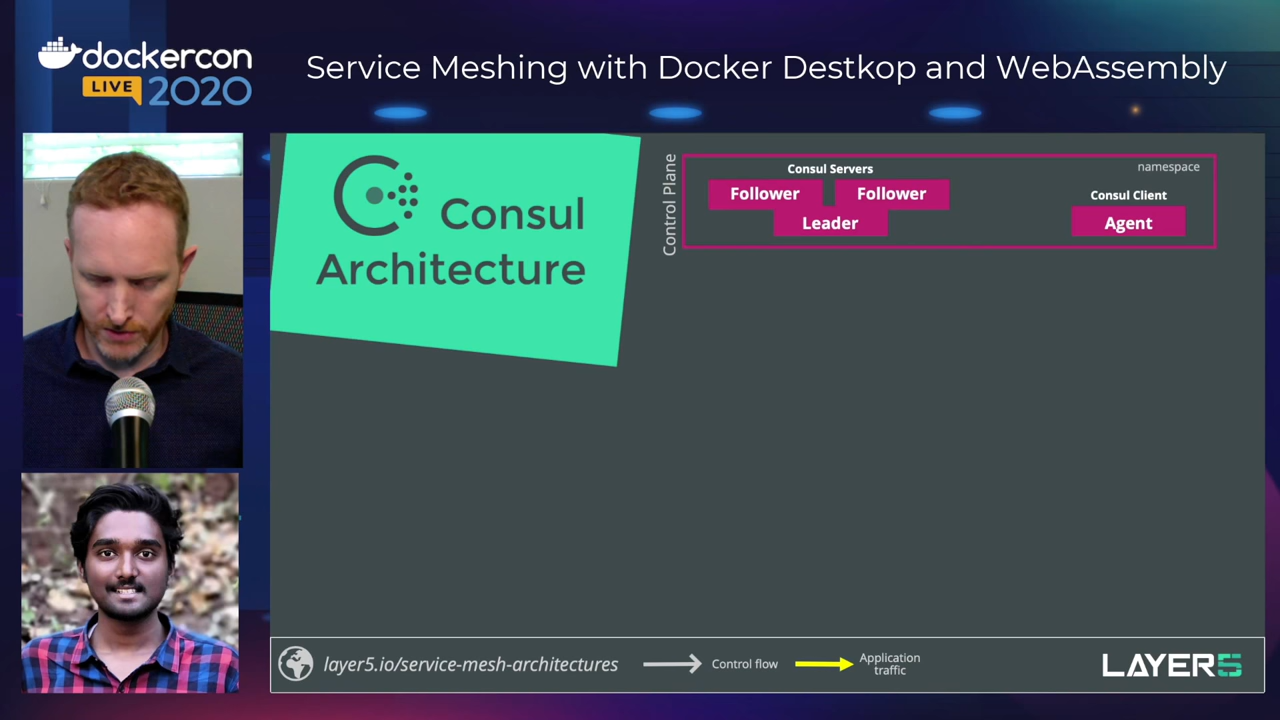 dockercon
LIVE 2020
Service Meshing with Docker Destkop and WebAssembly
Consul
Architecture
Control Plane
Consul Servers
namespace
Follower
Follower
Leader
Consul Client
Agent
layer5.io/service-mesh-architectures
Control flow
Application
traffic
LAYER5